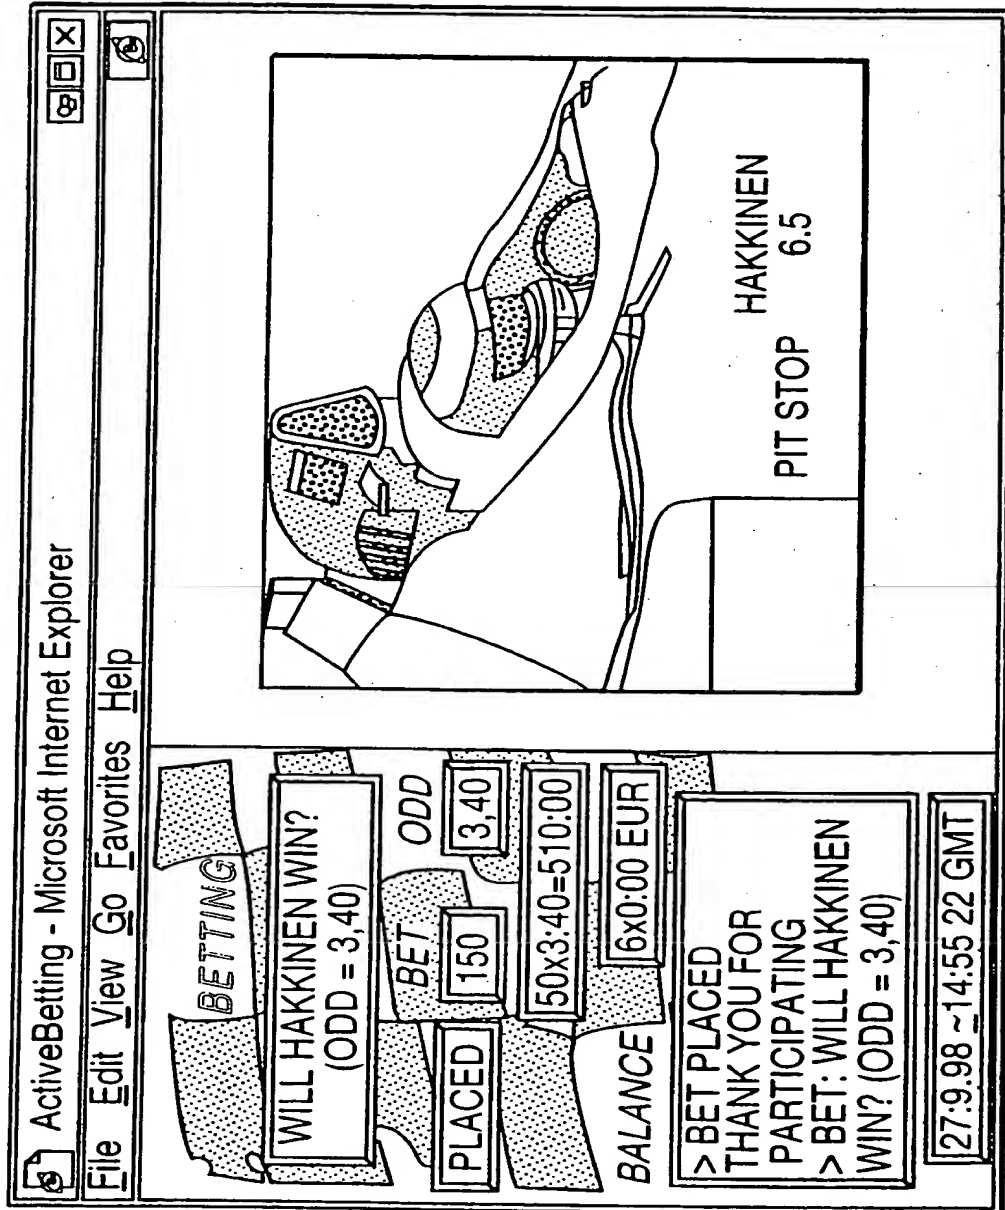 ActiveBetting - Microsoft Internet Explorer
File Edit View Go Favorites Help
BETTING
WILL HAKKINEN WIN?
(ODD = 3,40)
BET ODD
PLACED 150 3,40
50x3:40=510:00
BALANCE 6x0:00 EUR
> BET PLACED
THANK YOU FOR
PARTICIPATING
> BET: WILL HAKKINEN
WIN? (ODD = 3,40)
27:9.98 ~14:55 22 GMT
HAKKINEN
PIT STOP 6.5